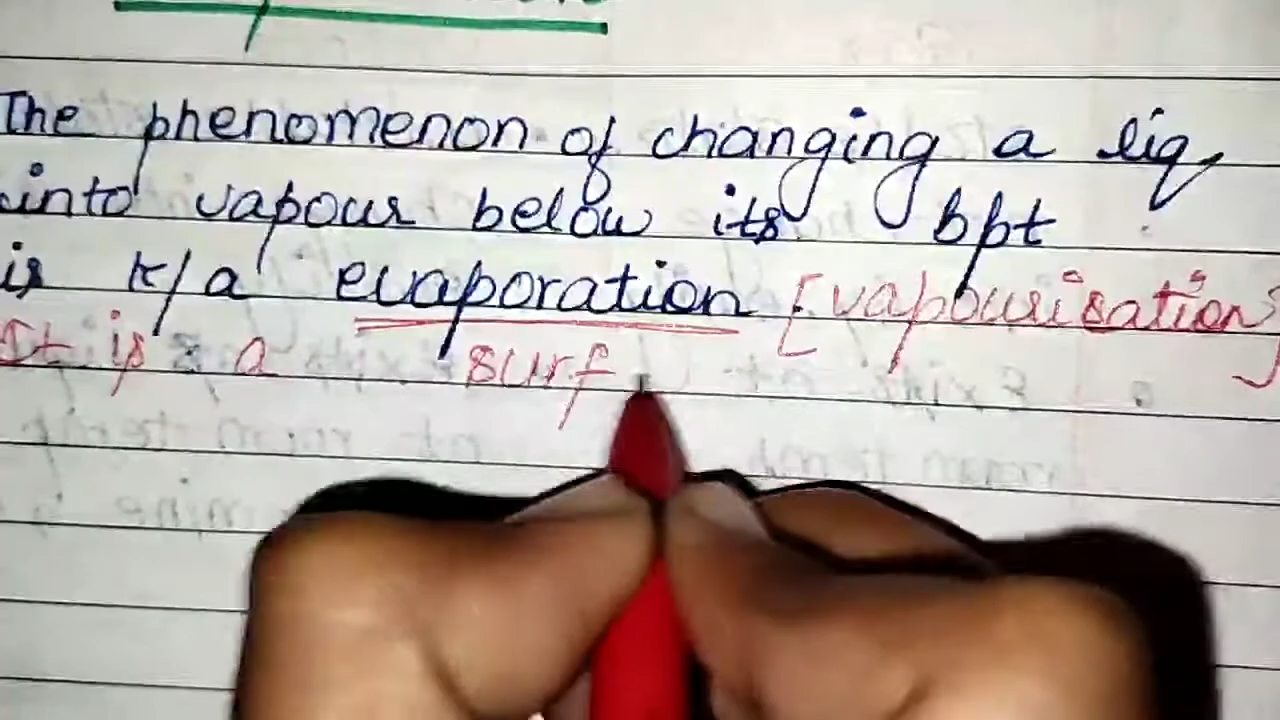 The phenomenon of changing a liq,
into vapour below its bpt
is k/a evaporation [vapourisation]
It is a surf